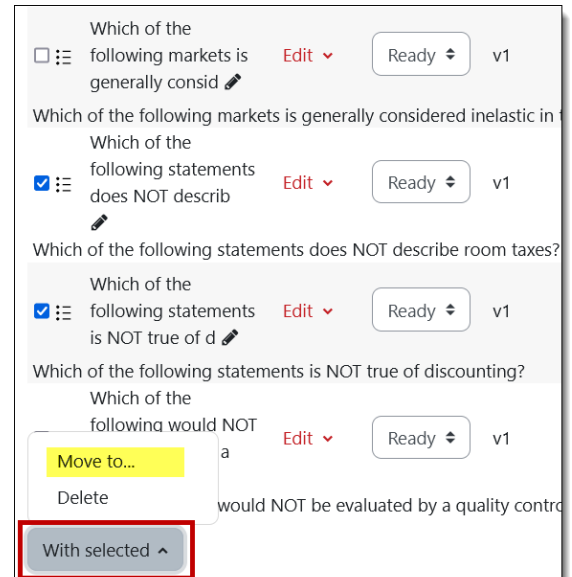 Which of the
following markets is
generally consid
Edit
Ready
v1
Which of the following markets is generally considered inelastic in
Which of the
following statements
does NOT describ
Edit
Ready
v1
Which of the following statements does NOT describe room taxes?
Which of the
following statements
is NOT true of d
Edit
Ready
v1
Which of the following statements is NOT true of discounting?
Which of the
following would NOT
a
Edit
Ready
v1
Move to...
Delete
would NOT be evaluated by a quality contro
With selected